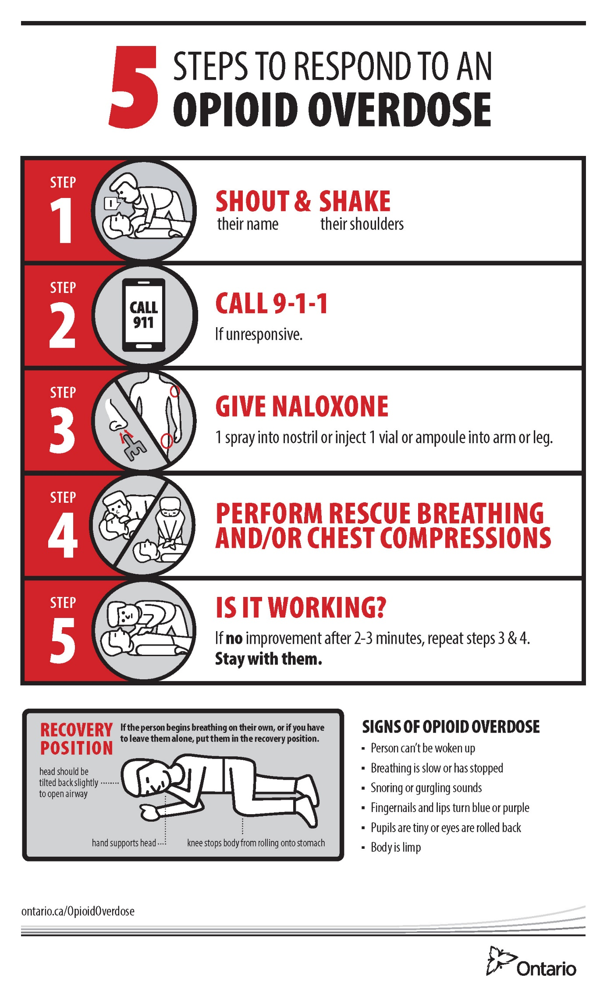 5 STEPS TO RESPOND TO AN
OPIOID OVERDOSE
STEP
1
!
SHOUT & SHAKE
their name their shoulders
STEP
2
CALL
911
CALL 9-1-1
If unresponsive.
STEP
3
GIVE NALOXONE
1 spray into nostril or inject 1 vial or ampoule into arm or leg.
STEP
4
PERFORM RESCUE BREATHING
AND/OR CHEST COMPRESSIONS
STEP
5
IS IT WORKING?
If no improvement after 2-3 minutes, repeat steps 3 & 4.
Stay with them.
RECOVERY
POSITION
If the person begins breathing on their own, or if you have
to leave them alone, put them in the recovery position.
head should be
tilted back slightly
to open airway
hand supports head
knee stops body from rolling onto stomach
SIGNS OF OPIOID OVERDOSE
▪ Person can’t be woken up
▪ Breathing is slow or has stopped
▪ Snoring or gurgling sounds
▪ Fingernails and lips turn blue or purple
▪ Pupils are tiny or eyes are rolled back
▪ Body is limp
ontario.ca/OpioidOverdose
Ontario